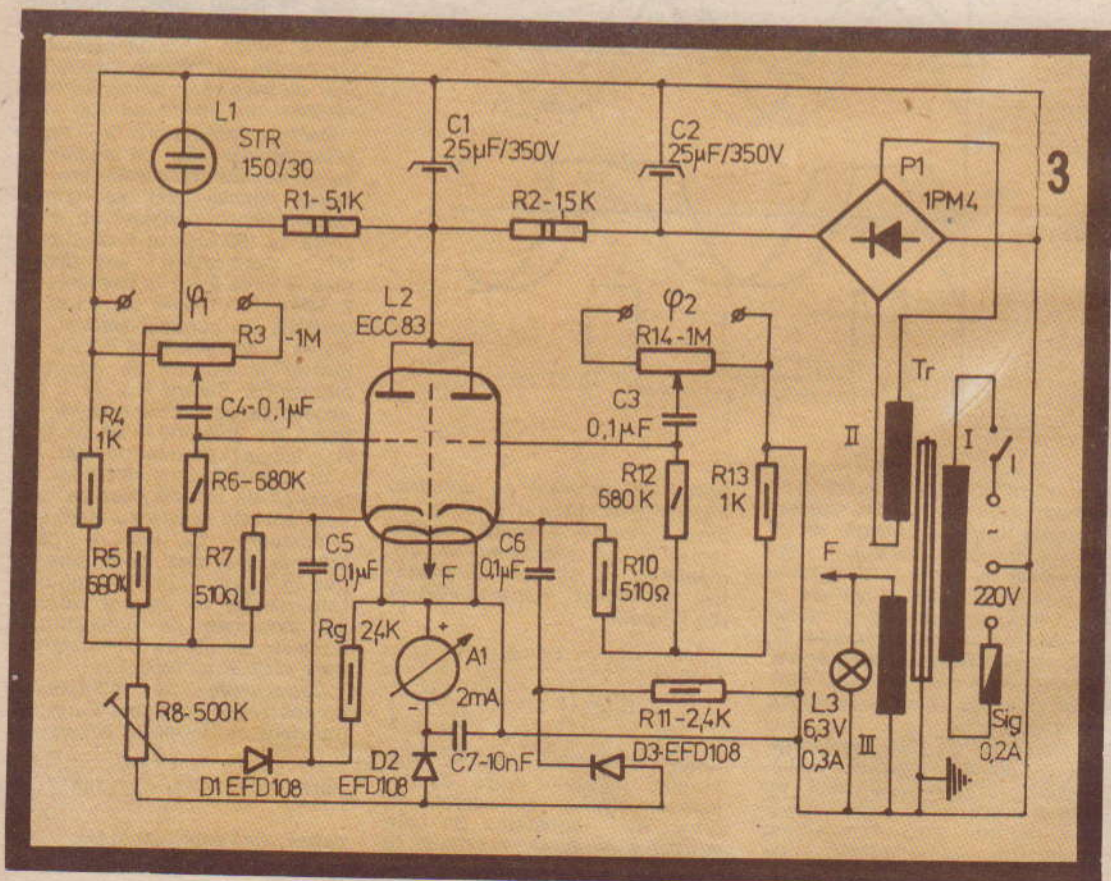 L1
STR
150/30
C1
25µF/350V
C2
25µF/350V
P1
1PM4
3
R1-5,1K
R2-1,5K
φ1
R3 -1M
L2
ECC83
φ2
R14-1M
Tr
R4
1K
C4-0,1µF
C3
0,1µF
II
I
I
R6-680K
R12
680K
R13
1K
~
R5
680K
R7
510Ω
C5
0,1µF
F
C6
0,1µF
R10
510Ω
F
220V
Rg 2,4K
+
A1
2mA
-
R8-500K
R11-2,4K
L3
6,3V
0,3A
III
Sig
0,2A
D1 EFD108
D2
EFD108
C7-10nF
D3-EFD108